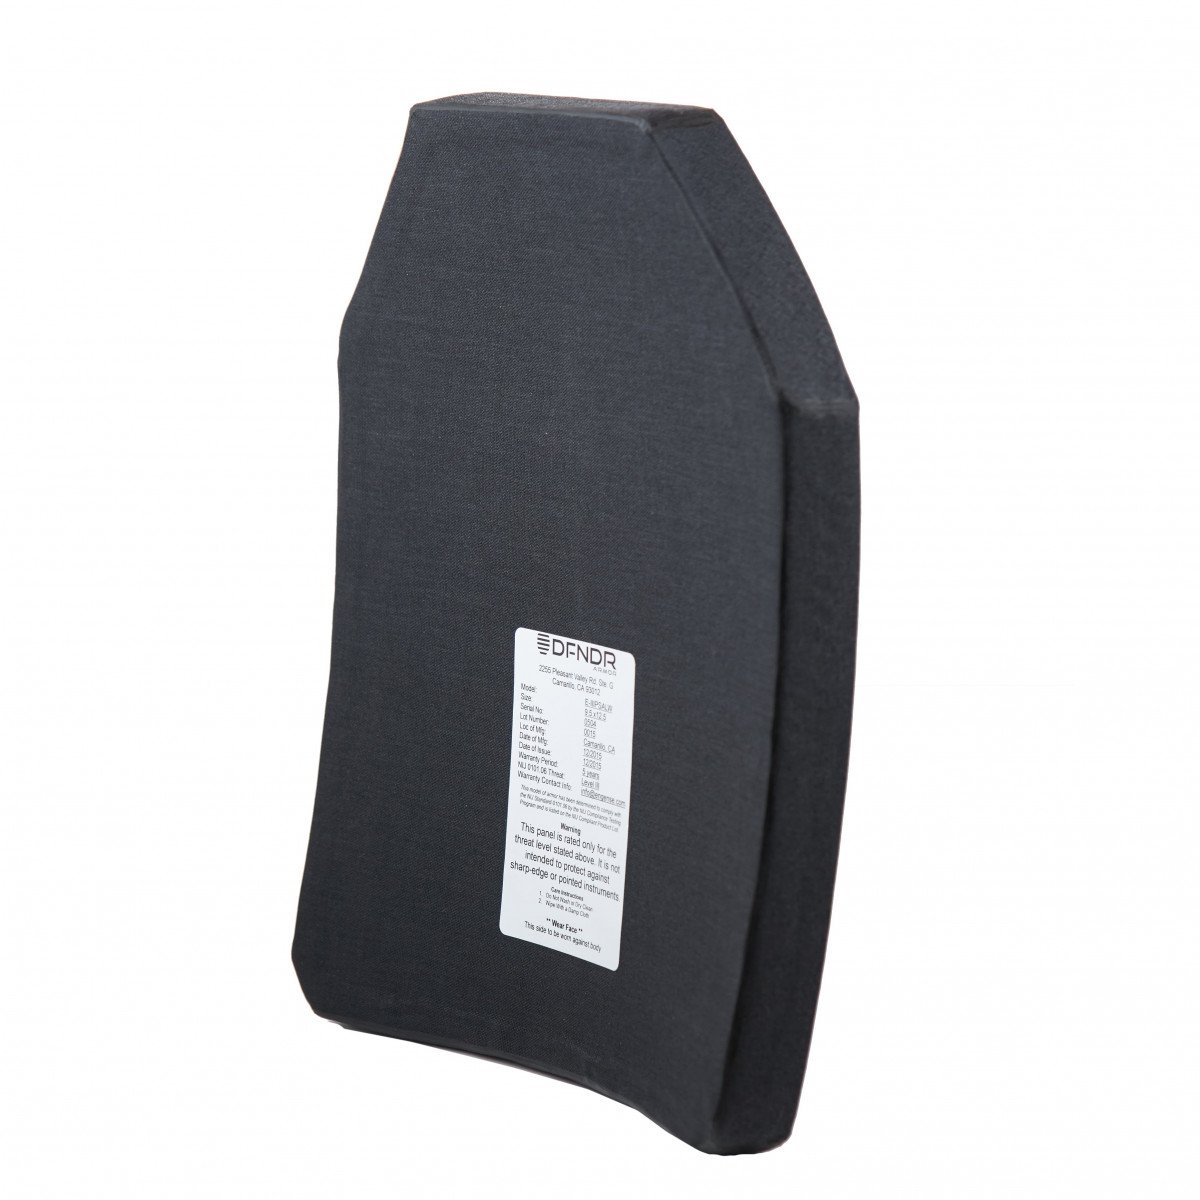 DFNDR
ARMOR
2255 Pleasant Valley Rd. Ste. G
Camarillo, CA 93012
Model: E-IIIPSALW
Size: 9.5 x12.5
Serial No: 0504
Lot Number: 0015
Loc of Mfg: Camarillo, CA
Date of Mfg: 12/2015
Date of Issue: 12/2015
Warranty Period: 5 years
NIJ 0101.06 Threat: Level III
Warranty Contact Info: info@engense.com
This model of armor has been determined to comply with
the NIJ Standard-0101.06 by the NIJ Compliance Testing
Program and is listed on the NIJ Compliant Product List.
Warning
This panel is rated only for the
threat level stated above. It is not
intended to protect against
sharp-edge or pointed instruments
Care Instructions
1. Do Not Wash or Dry Clean
2. Wipe With a Damp Cloth
** Wear Face **
This side to be worn against body